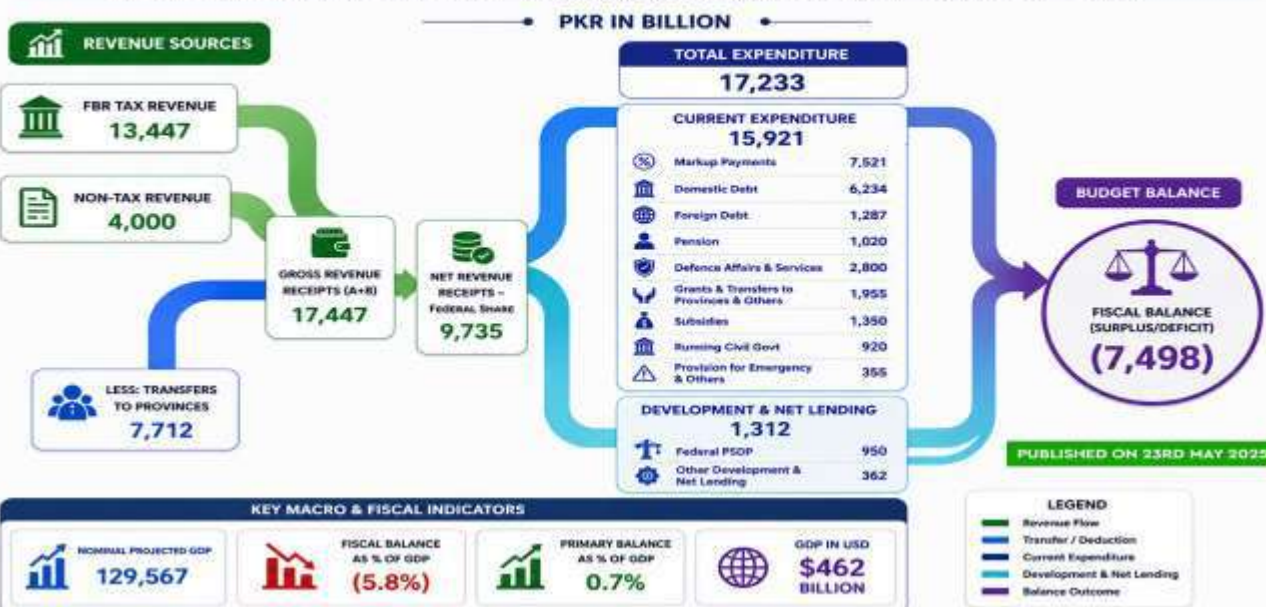 PKR IN BILLION
REVENUE SOURCES
FBR TAX REVENUE
13,447
NON-TAX REVENUE
4,000
GROSS REVENUE
RECEIPTS (A+B)
17,447
LESS: TRANSFERS
TO PROVINCES
7,712
NET REVENUE
RECEIPTS –
FEDERAL SHARE
9,735
TOTAL EXPENDITURE
17,233
CURRENT EXPENDITURE
15,921
Markup Payments 7,521
Domestic Debt 6,234
Foreign Debt 1,287
Pension 1,020
Defence Affairs & Services 2,800
Grants & Transfers to
Provinces & Others 1,955
Subsidies 1,350
Running Civil Govt 920
Provision for Emergency
& Others 355
DEVELOPMENT & NET LENDING
1,312
Federal PSDP 950
Other Development &
Net Lending 362
BUDGET BALANCE
FISCAL BALANCE
(SURPLUS/DEFICIT)
(7,498)
PUBLISHED ON 23RD MAY 2025
KEY MACRO & FISCAL INDICATORS
NOMINAL PROJECTED GDP
129,567
FISCAL BALANCE
AS % OF GDP
(5.8%)
PRIMARY BALANCE
AS % OF GDP
0.7%
GDP IN USD
$462
BILLION
LEGEND
Revenue Flow
Transfer / Deduction
Current Expenditure
Development & Net Lending
Balance Outcome